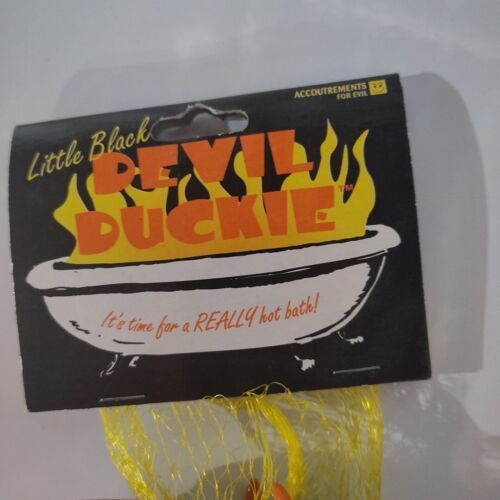 ACCOUTREMENTS
FOR EVIL
Little Black
DEVIL
DUCKIE™
It's time for a REALLY hot bath!